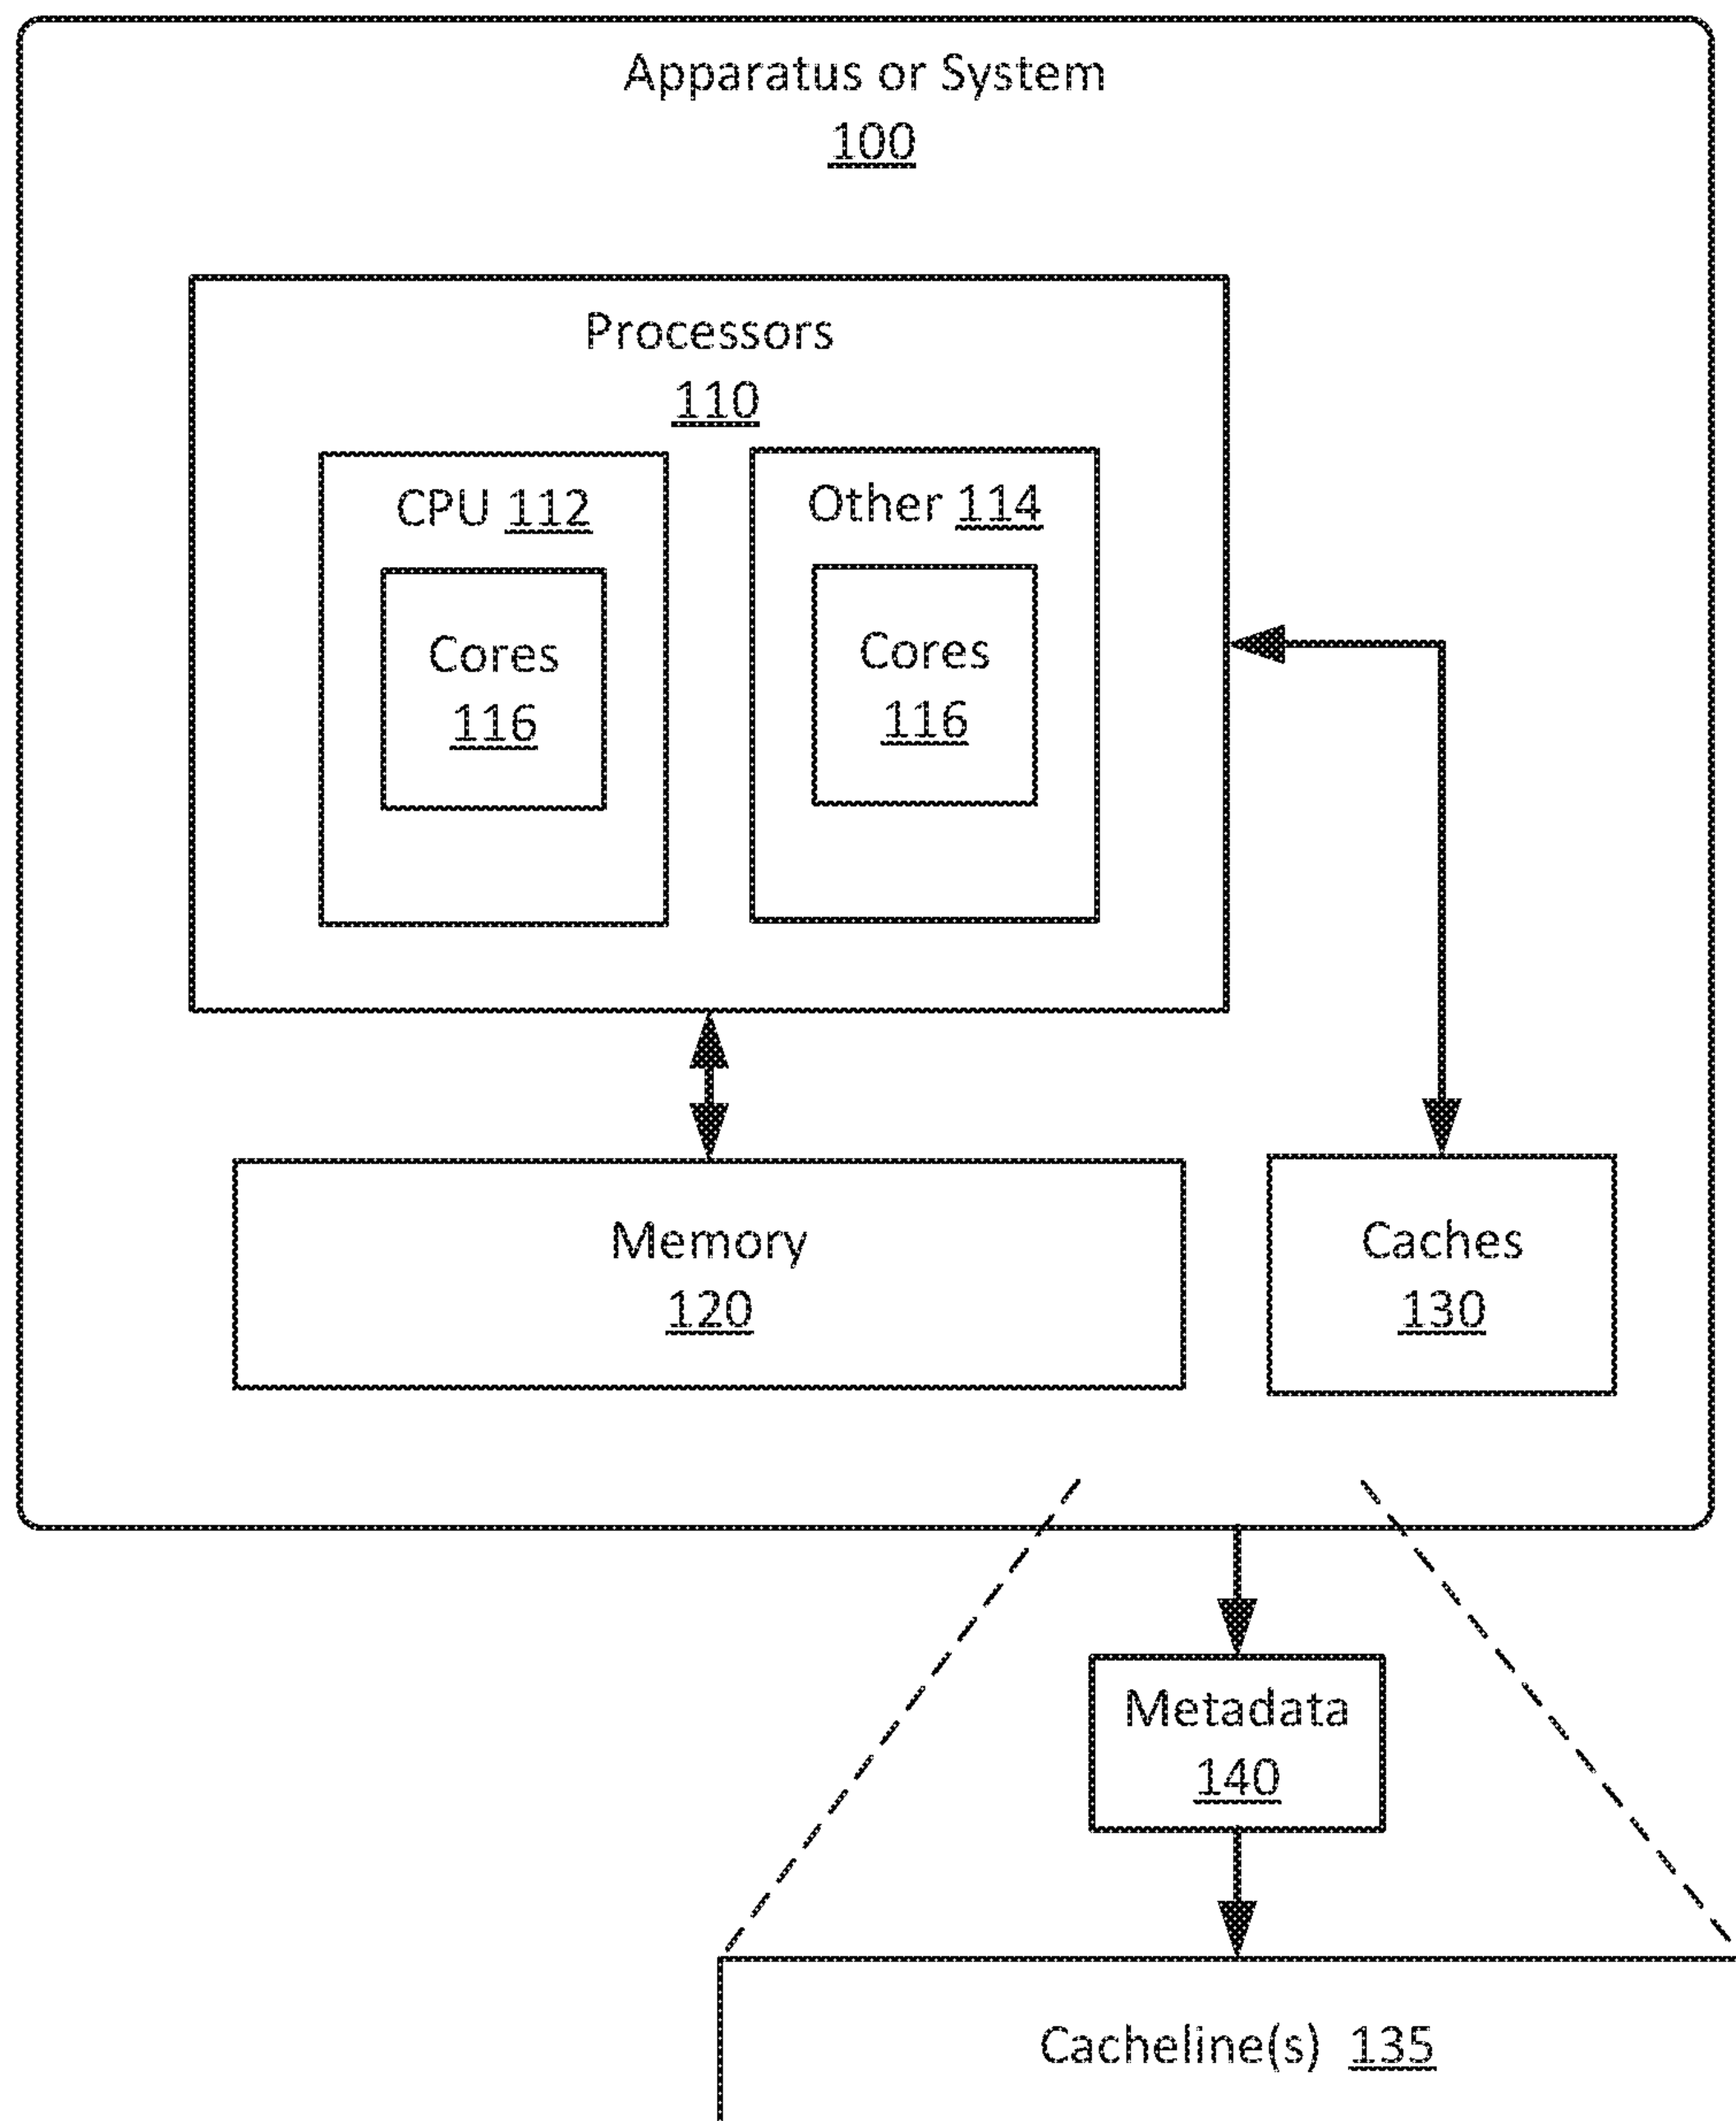 Apparatus or System
100
Processors
110
CPU 112
Other 114
Cores
116
Cores
116
Memory
120
Caches
130
Metadata
140
Cacheline(s) 135